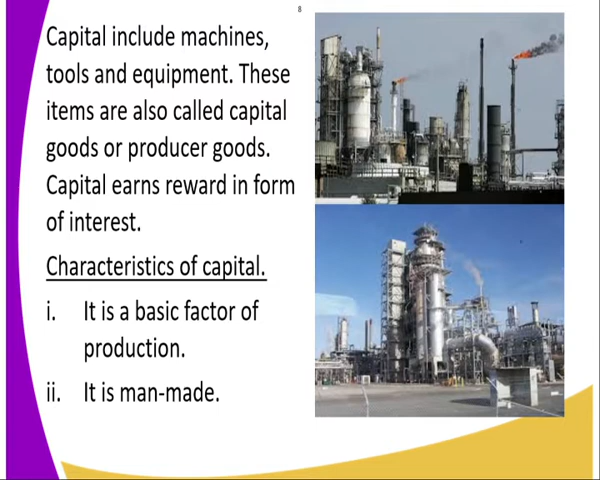 8
Capital include machines,
tools and equipment. These
items are also called capital
goods or producer goods.
Capital earns reward in form
of interest.
Characteristics of capital.
i. It is a basic factor of
production.
ii. It is man-made.